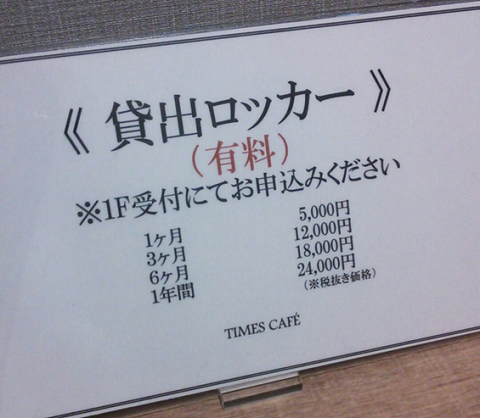 《 貸出ロッカー 》
（有料）
※1F受付にてお申込みください
1ヶ月 5,000円
3ヶ月 12,000円
6ヶ月 18,000円
1年間 24,000円
（※税抜き価格）
TIMES CAFÉ